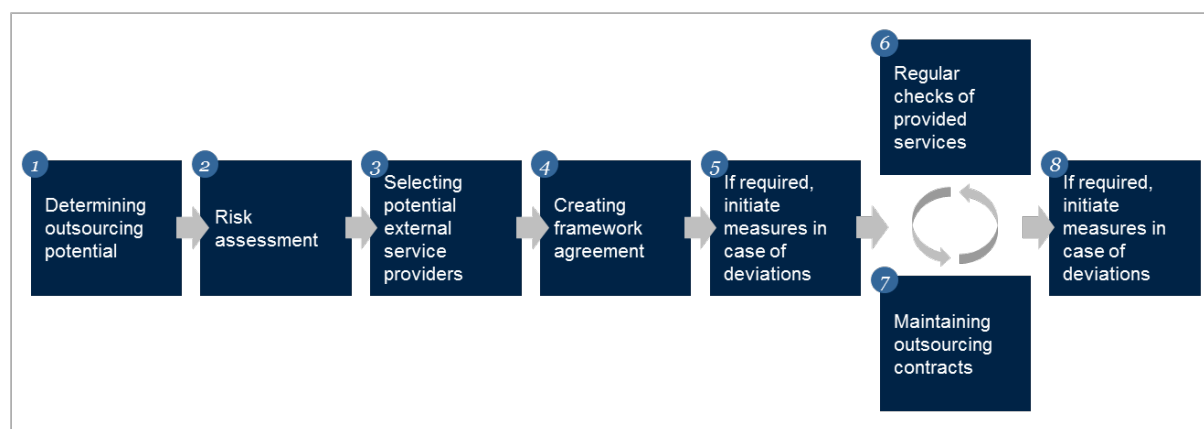 1
Determining
outsourcing
potential
2
Risk
assessment
3
Selecting
potential
external
service
providers
4
Creating
framework
agreement
5
If required,
initiate
measures in
case of
deviations
6
Regular
checks of
provided
services
7
Maintaining
outsourcing
contracts
8
If required,
initiate
measures in
case of
deviations